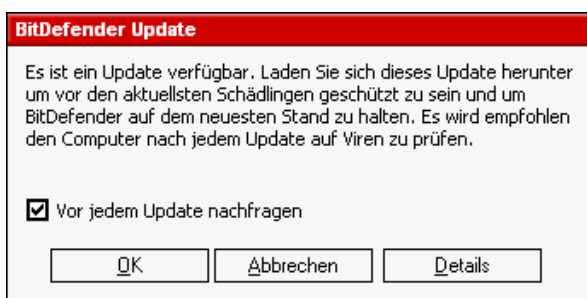 BitDefender Update
Es ist ein Update verfügbar. Laden Sie sich dieses Update herunter
um vor den aktuellsten Schädlingen geschützt zu sein und um
BitDefender auf dem neuesten Stand zu halten. Es wird empfohlen
den Computer nach jedem Update auf Viren zu prüfen.
Vor jedem Update nachfragen
OK
Abbrechen
Details